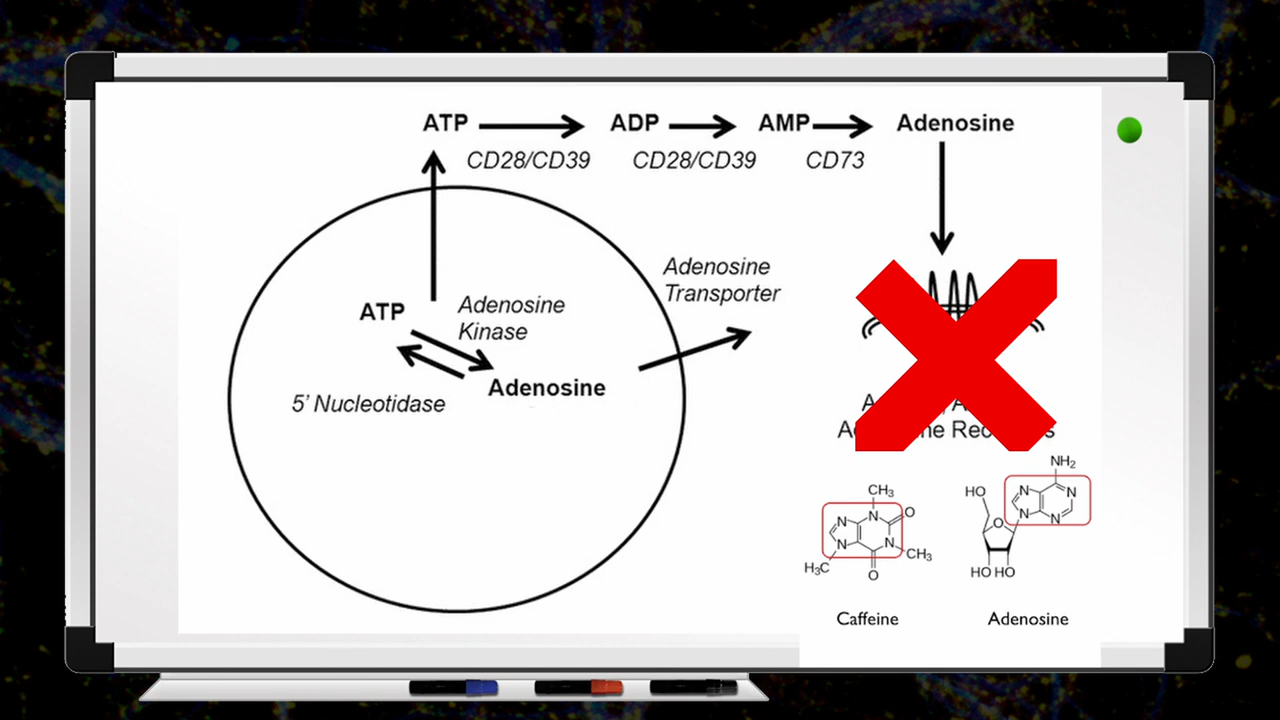 ATP ADP AMP Adenosine
CD28/CD39 CD28/CD39 CD73
Adenosine
Transporter
ATP
Adenosine
Kinase
Adenosine
5' Nucleotidase
CH3
N
N
O
N
N
CH3
H3C
O
Caffeine
NH2
HO
N
N
N
N
O
HO HO
Adenosine